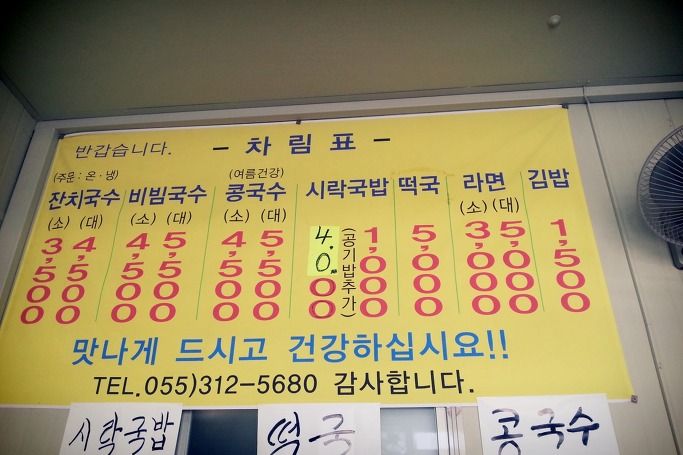 반갑습니다. - 차 림 표 -
(주문: 온·냉) (여름건강)
잔치국수 비빔국수 콩국수 시락국밥 떡국 라면 김밥
(소) (대) (소) (대) (소) (대) (소) (대)
3,500 4,500 4,500 5,500 4,500 5,500 4.000 (공기밥추가) 1,000 5,000 3,000 5,000 1,500
맛나게 드시고 건강하십시요!!
TEL.055)312-5680 감사합니다.
시락국밥 떡국 콩국수